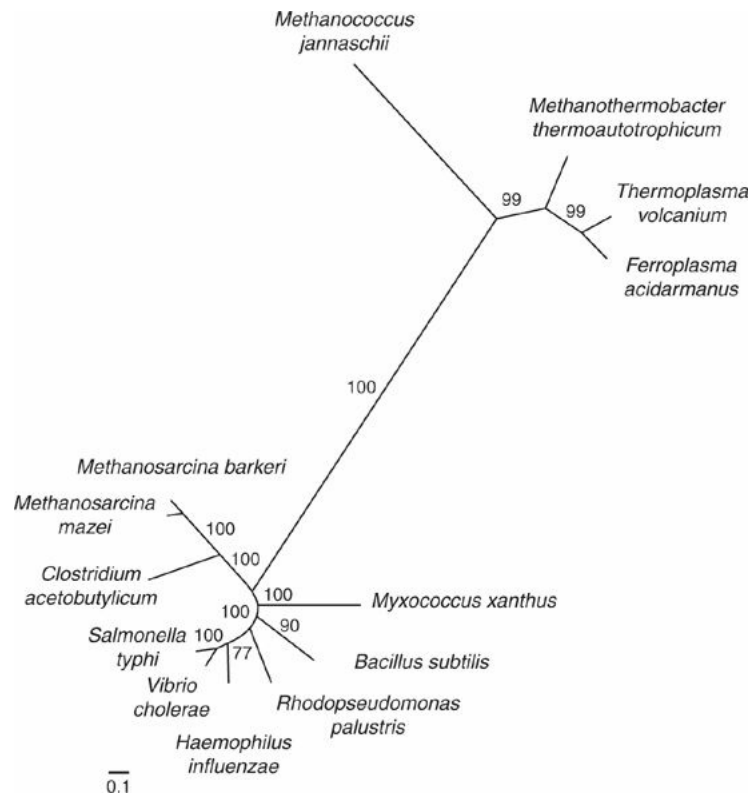 Methanococcus
jannaschii
Methanothermobacter
thermoautotrophicum
99
99
Thermoplasma
volcanium
Ferroplasma
acidarmanus
100
Methanosarcina barkeri
Methanosarcina
mazei
100
100
Clostridium
acetobutylicum
100
Myxococcus xanthus
100
90
Salmonella
typhi
100
77
Bacillus subtilis
Vibrio
cholerae
Rhodopseudomonas
palustris
Haemophilus
influenzae
0.1